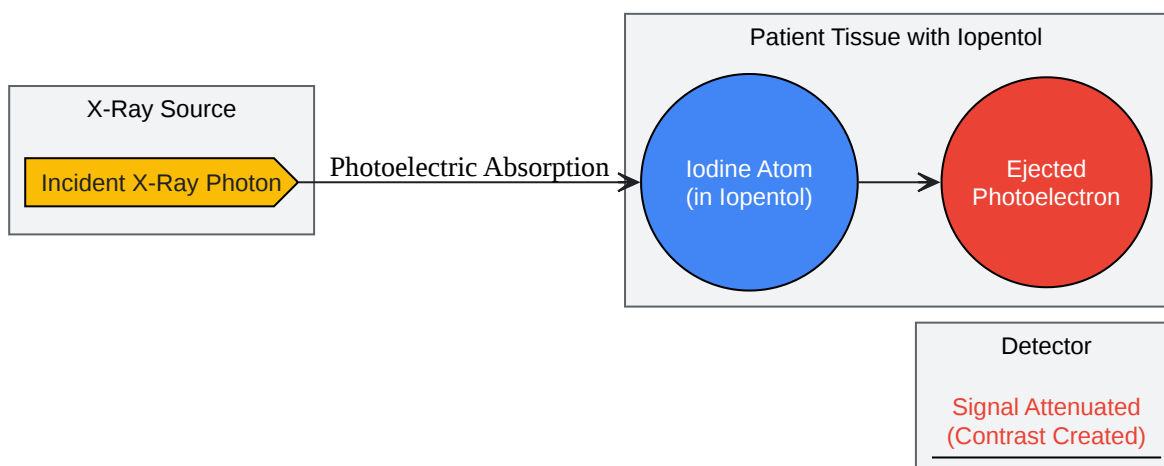 X-Ray Source
Incident X-Ray Photon
Photoelectric Absorption
Patient Tissue with Iopentol
Iodine Atom
(in Iopentol)
Ejected
Photoelectron
Detector
Signal Attenuated
(Contrast Created)